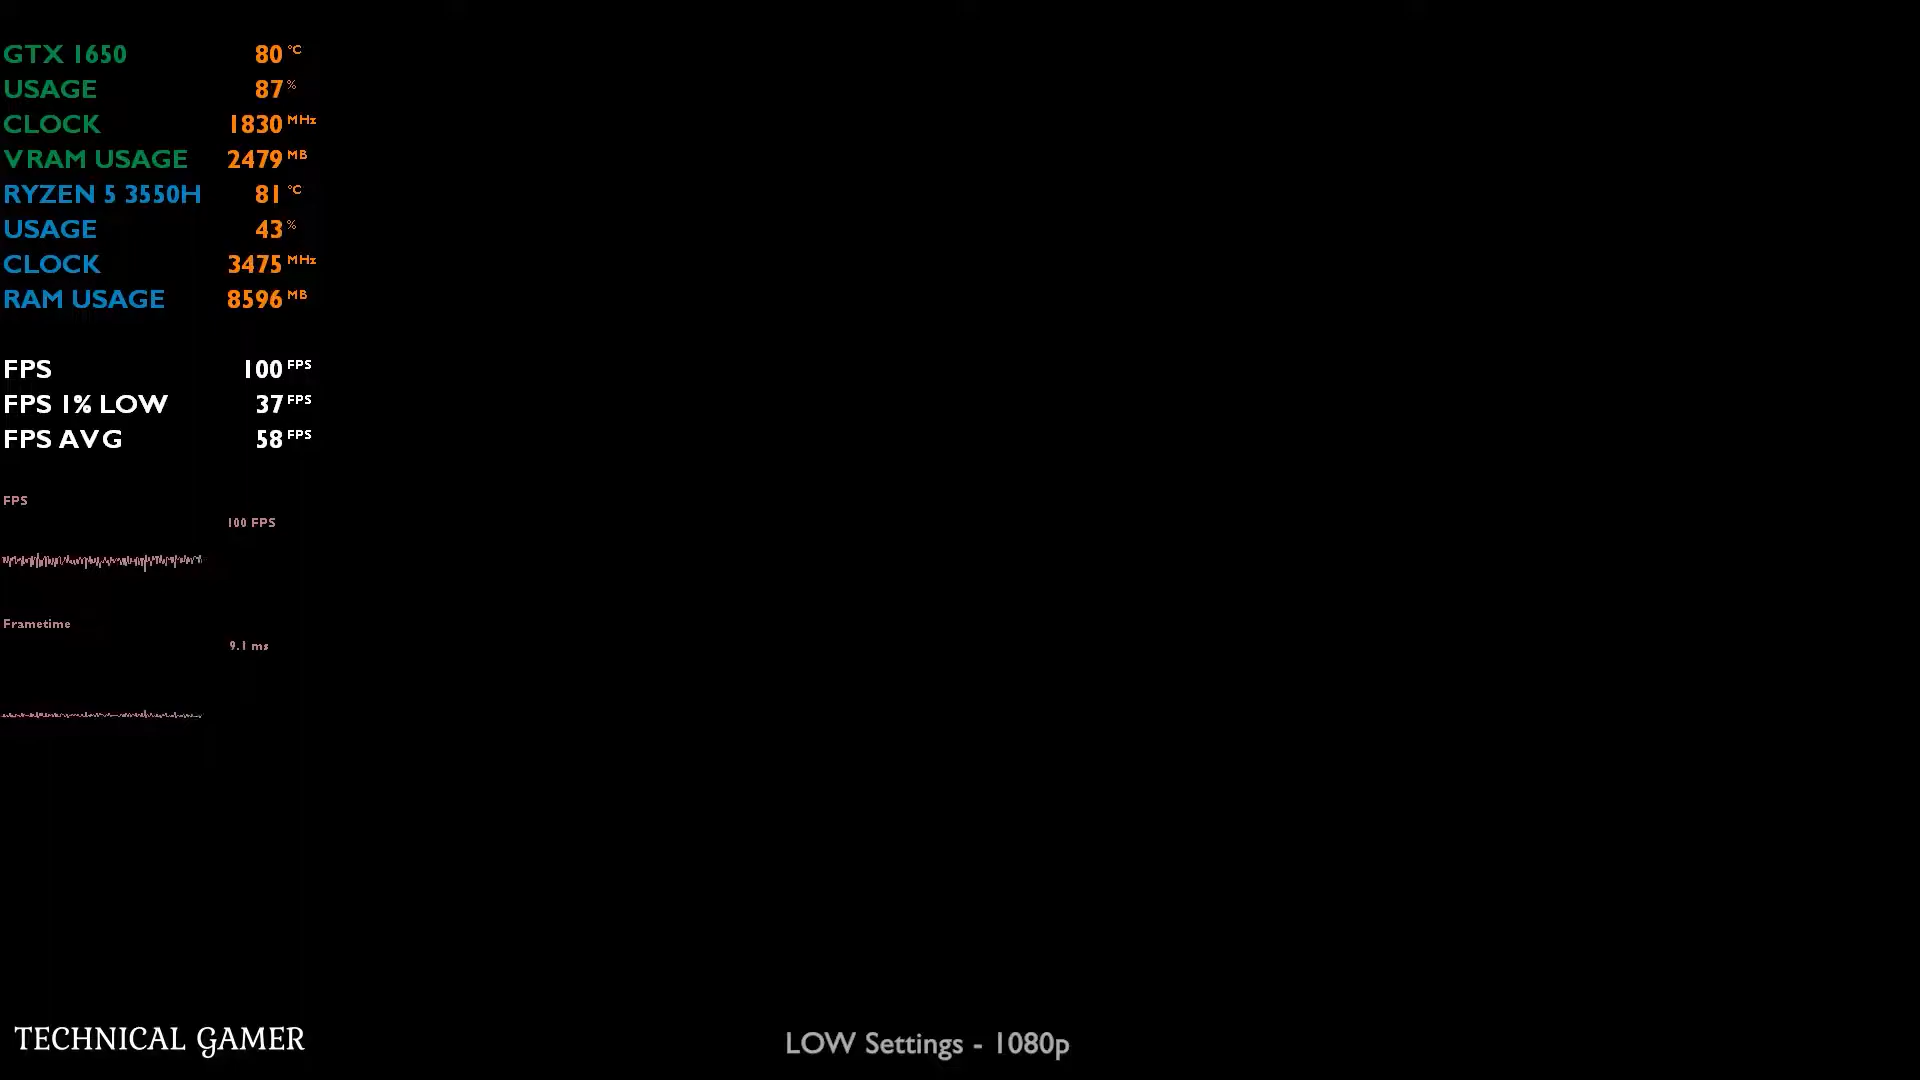 GTX 1650 80 °C
USAGE 87 %
CLOCK 1830 MHz
VRAM USAGE 2479 MB
RYZEN 5 3550H 81 °C
USAGE 43 %
CLOCK 3475 MHz
RAM USAGE 8596 MB
FPS 100 FPS
FPS 1% LOW 37 FPS
FPS AVG 58 FPS
FPS
100 FPS
Frametime
9.1 ms
TECHNICAL GAMER
LOW Settings - 1080p